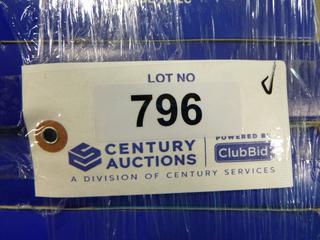 LOT NO
796
CENTURY
AUCTIONS
POWERED BY
ClubBid
A DIVISION OF CENTURY SERVICES